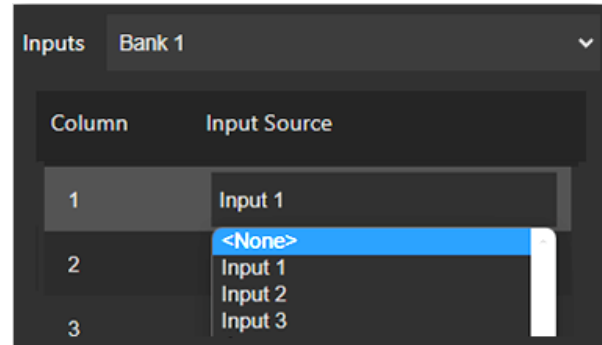 Inputs Bank 1
Column Input Source
1 Input 1
<None>
2 Input 1
Input 2
3 Input 3